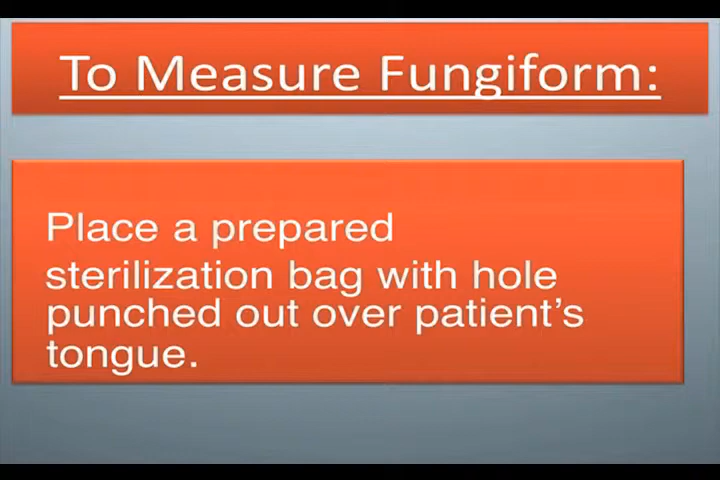 To Measure Fungiform:
Place a prepared
sterilization bag with hole
punched out over patient’s
tongue.